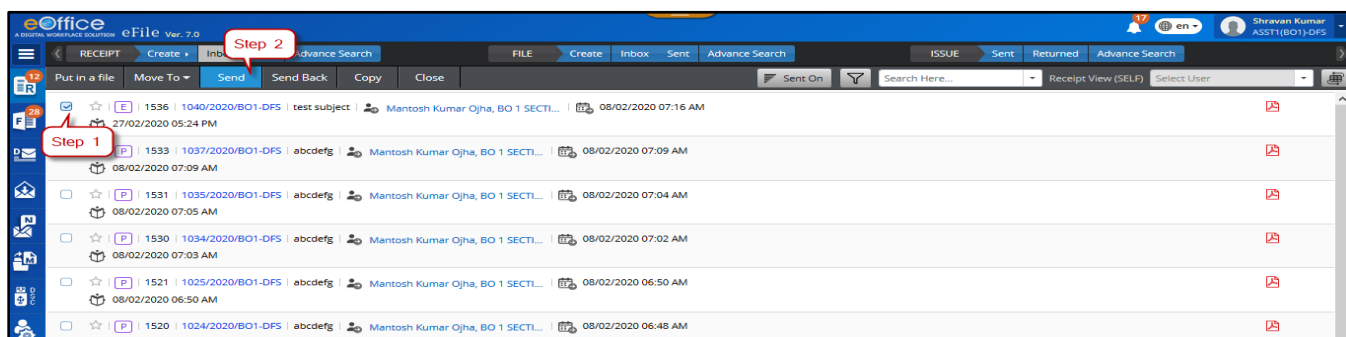 eOffice
A DIGITAL WORKPLACE SOLUTION eFile Ver. 7.0
17 en Shravan Kumar
ASST1(BO1)-DFS
RECEIPT Create Advance Search FILE Create Inbox Sent Advance Search ISSUE Sent Returned Advance Search
Step 2
Put in a file Move To Send Send Back Copy Close Sent On Search Here... Receipt View (SELF) Select User
12 R
28 F
D
N
M
DSC
E 1536 1040/2020/BO1-DFS test subject Mantosh Kumar Ojha, BO 1 SECTI... 08/02/2020 07:16 AM
27/02/2020 05:24 PM
Step 1
P 1533 1037/2020/BO1-DFS abcdefg Mantosh Kumar Ojha, BO 1 SECTI... 08/02/2020 07:09 AM
08/02/2020 07:09 AM
P 1531 1035/2020/BO1-DFS abcdefg Mantosh Kumar Ojha, BO 1 SECTI... 08/02/2020 07:04 AM
08/02/2020 07:05 AM
P 1530 1034/2020/BO1-DFS abcdefg Mantosh Kumar Ojha, BO 1 SECTI... 08/02/2020 07:02 AM
08/02/2020 07:03 AM
P 1521 1025/2020/BO1-DFS abcdefg Mantosh Kumar Ojha, BO 1 SECTI... 08/02/2020 06:50 AM
08/02/2020 06:50 AM
P 1520 1024/2020/BO1-DFS abcdefg Mantosh Kumar Ojha, BO 1 SECTI... 08/02/2020 06:48 AM